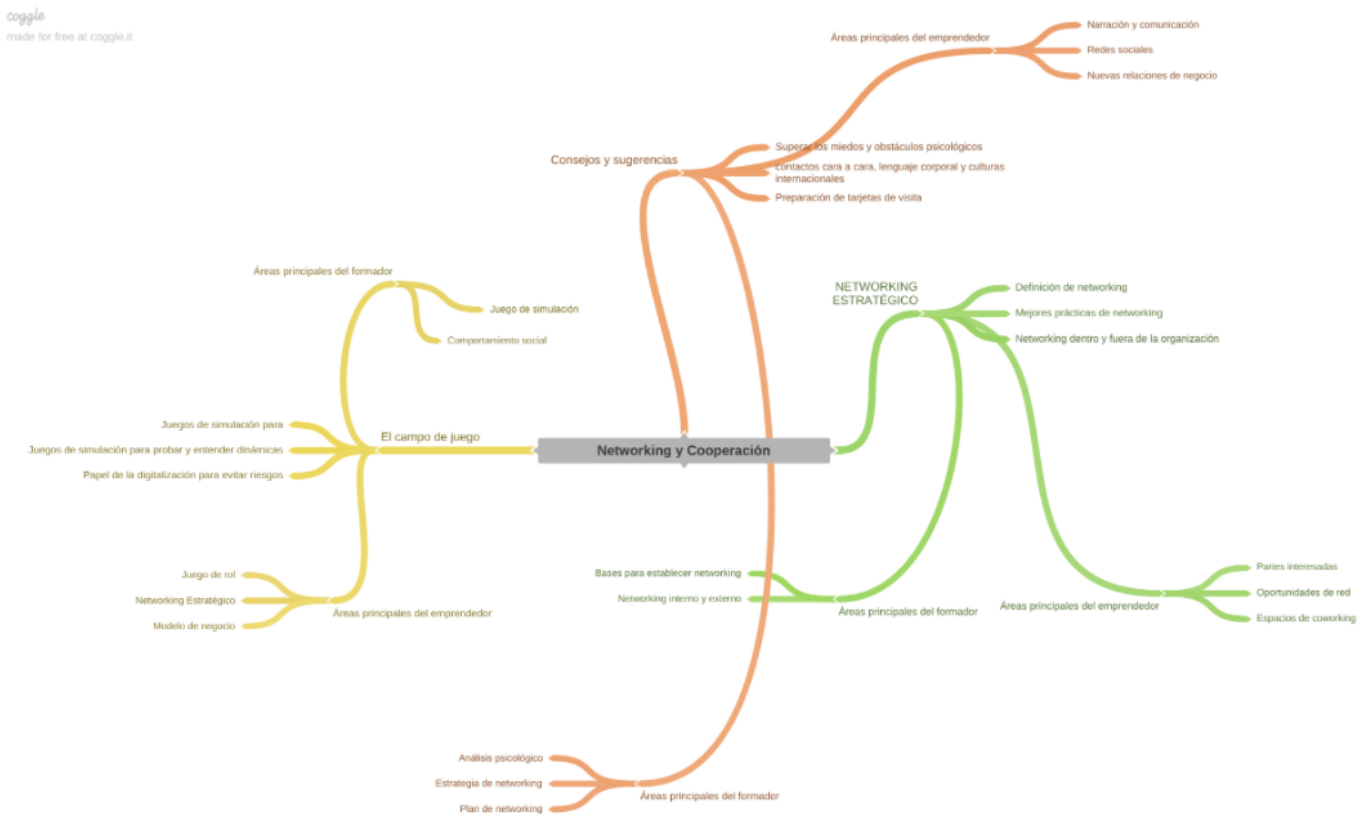 coggle
made for free at coggle.it
Áreas principales del emprendedor
Narración y comunicación
Redes sociales
Nuevas relaciones de negocio
Consejos y sugerencias
Superar los miedos y obstáculos psicológicos
contactos cara a cara, lenguaje corporal y culturas
internacionales
Preparación de tarjetas de visita
Áreas principales del formador
Juego de simulación
Comportamiento social
NETWORKING
ESTRATÉGICO
Definición de networking
Mejores prácticas de networking
Networking dentro y fuera de la organización
Juegos de simulación para
Juegos de simulación para probar y entender dinámicas
Papel de la digitalización para evitar riesgos
El campo de juego
Networking y Cooperación
Juego de rol
Networking Estratégico
Modelo de negocio
Áreas principales del emprendedor
Bases para establecer networking
Networking interno y externo
Áreas principales del formador
Áreas principales del emprendedor
Partes interesadas
Oportunidades de red
Espacios de coworking
Análisis psicológico
Estrategia de networking
Plan de networking
Áreas principales del formador